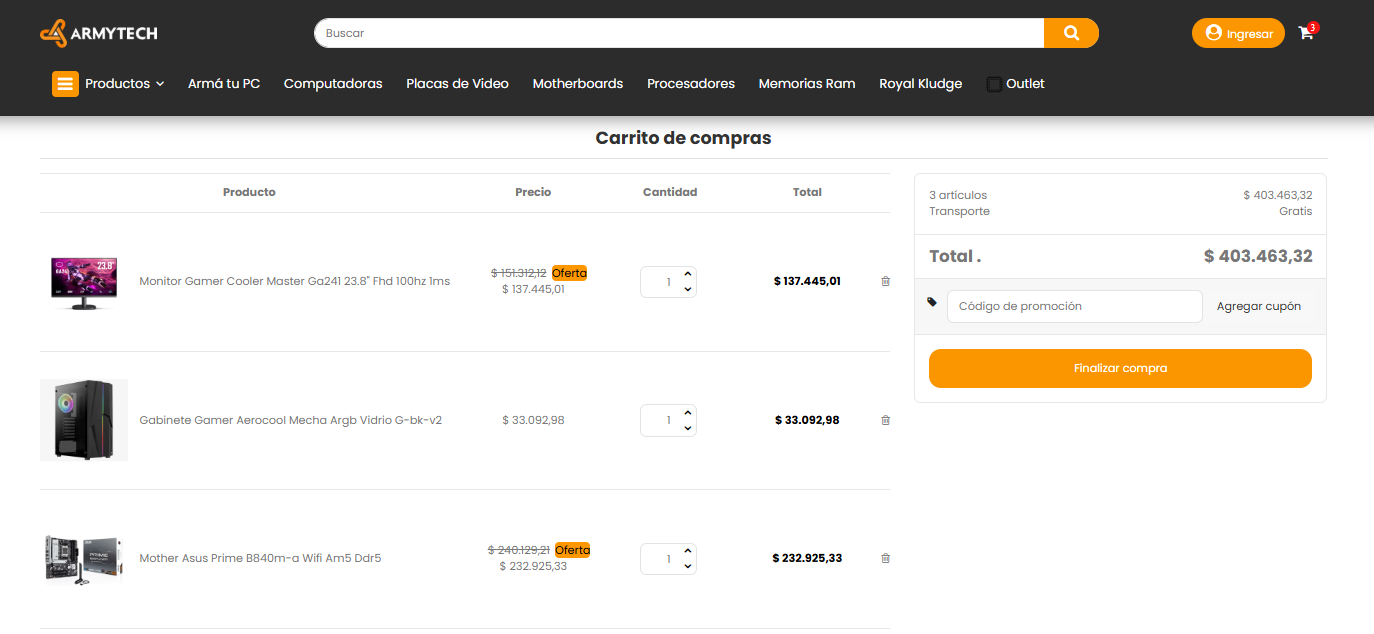 ARMYTECH
Buscar
Ingresar
3
Productos
Armá tu PC
Computadoras
Placas de Video
Motherboards
Procesadores
Memorias Ram
Royal Kludge
Outlet
Carrito de compras
Producto Precio Cantidad Total
23.8"
GA241
Monitor Gamer Cooler Master Ga241 23.8" Fhd 100hz 1ms
$ 151.312,12 Oferta
$ 137.445,01
1
$ 137.445,01
Gabinete Gamer Aerocool Mecha Argb Vidrio G-bk-v2
$ 33.092,98
1
$ 33.092,98
PRIME
Mother Asus Prime B840m-a Wifi Am5 Ddr5
$ 240.129,21 Oferta
$ 232.925,33
1
$ 232.925,33
3 artículos $ 403.463,32
Transporte Gratis
Total . $ 403.463,32
Código de promoción
Agregar cupón
Finalizar compra